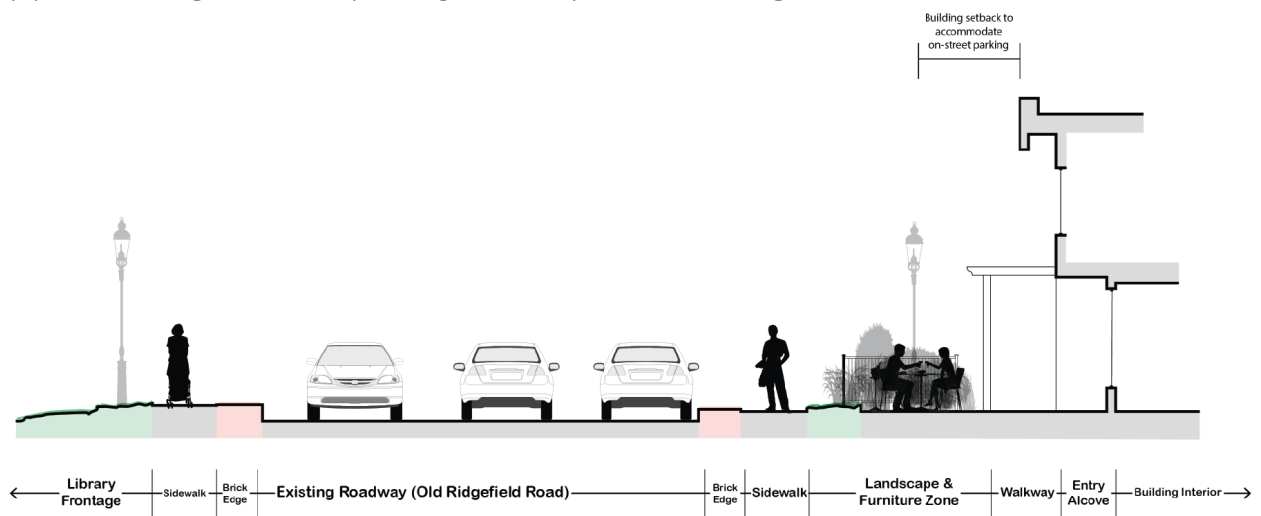 Building setback to
accommodate
on-street parking
Library
Frontage
Sidewalk
Brick
Edge
Existing Roadway (Old Ridgefield Road)
Brick
Edge
Sidewalk
Landscape &
Furniture Zone
Walkway
Entry
Alcove
Building Interior